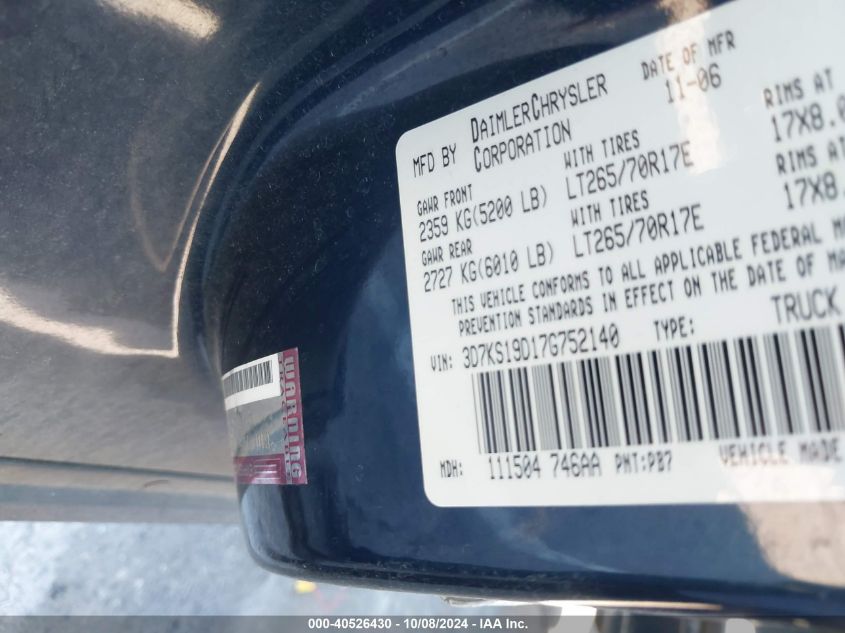 MFD BY DAIMLERCHRYSLER CORPORATION
DATE OF MFR 11-06
GAWR FRONT WITH TIRES RIMS AT
2359 KG(5200 LB) LT265/70R17E 17X8.0
GAWR REAR WITH TIRES RIMS AT
2727 KG(6010 LB) LT265/70R17E 17X8.
THIS VEHICLE CONFORMS TO ALL APPLICABLE FEDERAL
PREVENTION STANDARDS IN EFFECT ON THE DATE OF
VIN: 3D7KS19D17G752140 TYPE: TRUCK
MDH: 111504 746AA PNT:PB7 VEHICLE MADE
WARNING
000-40526430 - 10/08/2024 - IAA Inc.